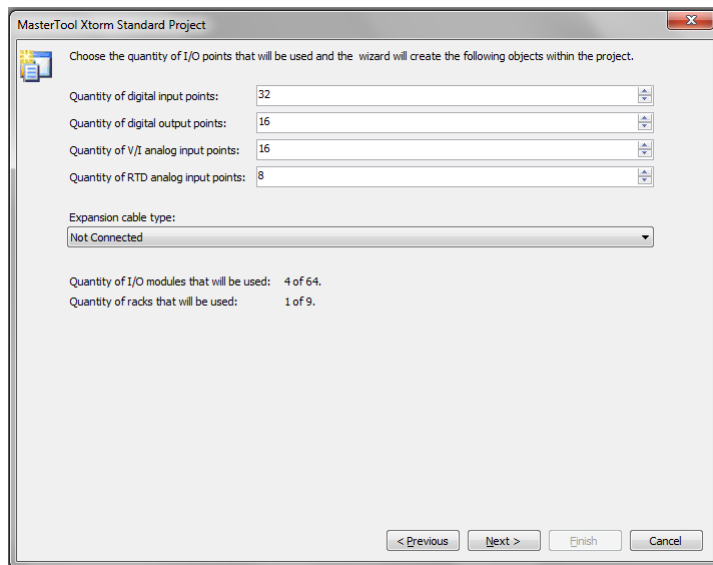 MasterTool Xtorm Standard Project
Choose the quantity of I/O points that will be used and the wizard will create the following objects within the project.
Quantity of digital input points: 32
Quantity of digital output points: 16
Quantity of V/I analog input points: 16
Quantity of RTD analog input points: 8
Expansion cable type:
Not Connected
Quantity of I/O modules that will be used: 4 of 64.
Quantity of racks that will be used: 1 of 9.
< Previous Next > Finish Cancel